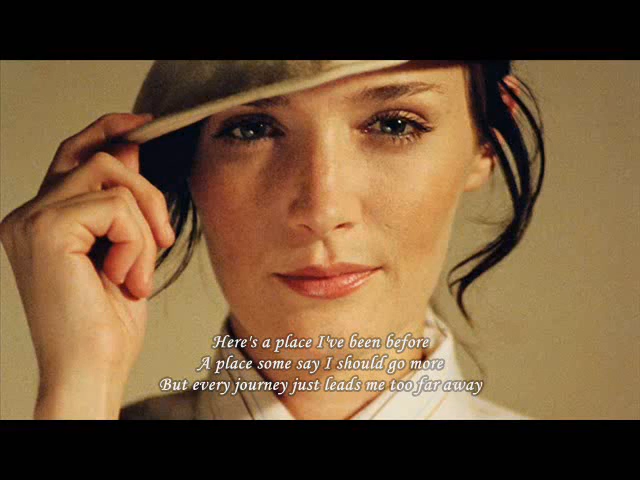 Here's a place I've been before
A place some say I should go more
But every journey just leads me too far away